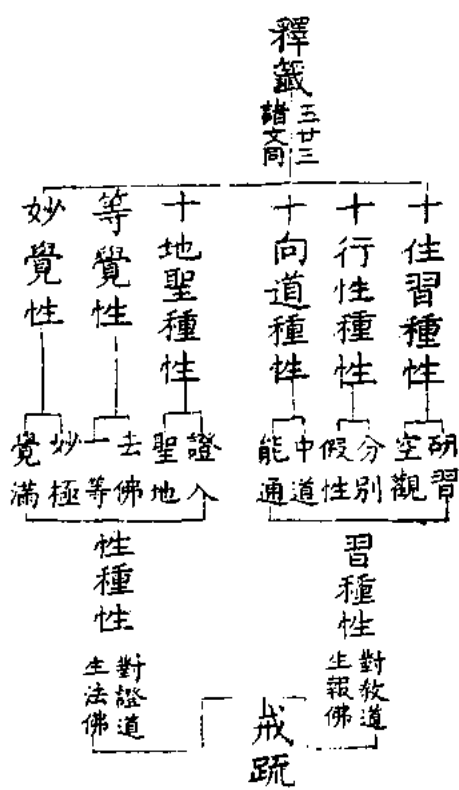 釋籤
三廿三
諸文同
十住習種性
十行性種性
十向道種性
十地聖種性
等覺性
妙覺性
研習
空觀
分別
假性
中道
能通
證入
聖地
去佛
一等
妙極
覺滿
習種性
對教道
生報佛
性種性
對證道
生法佛
戒疏